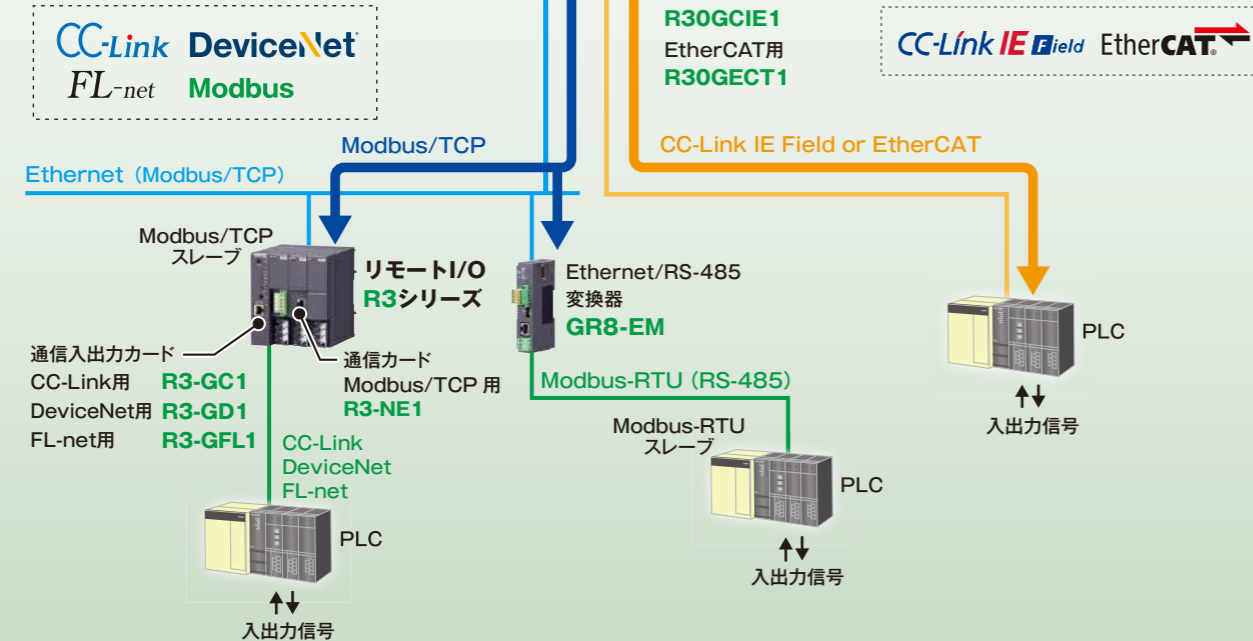 CC-Link DeviceNet
FL-net Modbus
R30GCIE1
EtherCAT用
R30GECT1
CC-Link IE Field EtherCAT®
Modbus/TCP
CC-Link IE Field or EtherCAT
Ethernet（Modbus/TCP）
Modbus/TCP
スレーブ
リモートI/O
R3シリーズ
Ethernet/RS-485
変換器
GR8-EM
PLC
入出力信号
通信入出力カード
CC-Link用 R3-GC1
DeviceNet用 R3-GD1
FL-net用 R3-GFL1
通信カード
Modbus/TCP 用
R3-NE1
Modbus-RTU（RS-485）
Modbus-RTU
スレーブ
CC-Link
DeviceNet
FL-net
PLC
入出力信号
PLC
入出力信号